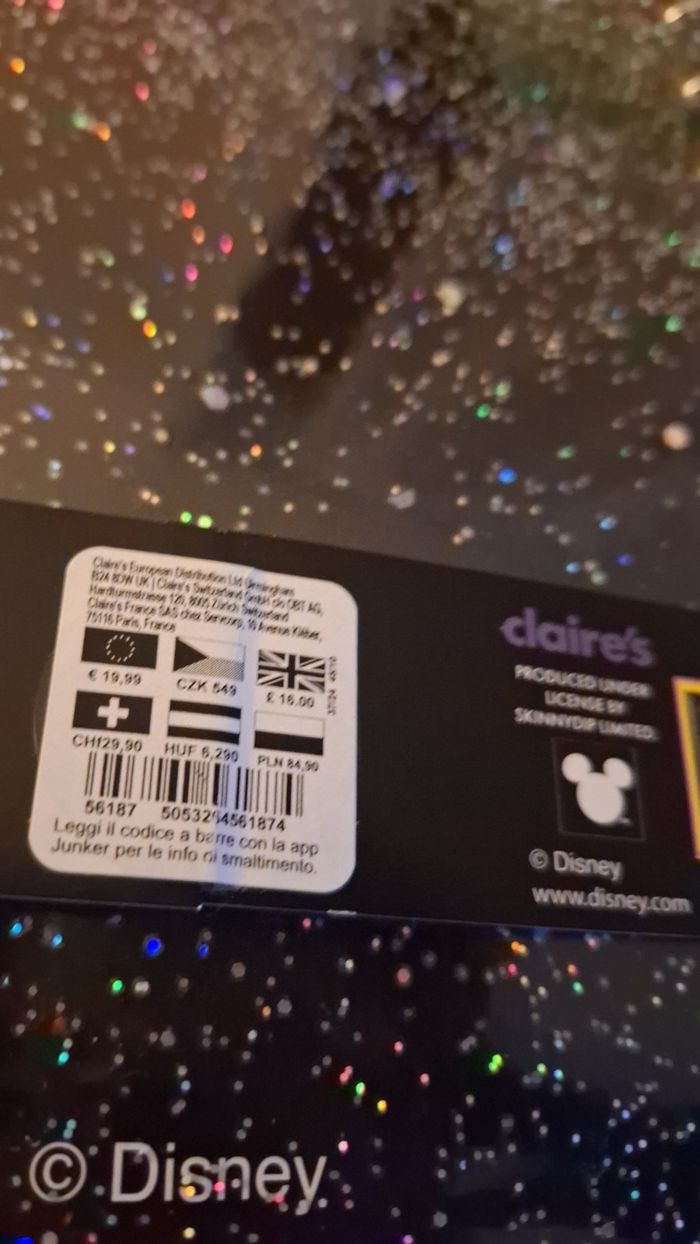 Claire's European Distribution Ltd Birmingham
B24 8DW UK | Claire's Switzerland GmbH c/o OBT AG,
Hardturmstrasse 120, 8005 Zürich Switzerland
Claire's France SAS chez Servcorp, 10 Avenue Kléber,
75116 Paris, France
€ 19,99
CZK 549
£ 16.00
CHf29,90
HUF 6,290
PLN 84,90
56187
5053264561874
Leggi il codice a barre con la app
Junker per le info di smaltimento.
claire's
PRODUCED UNDER
LICENSE BY
SKINNYDIP LIMITED.
© Disney
www.disney.com
© Disney